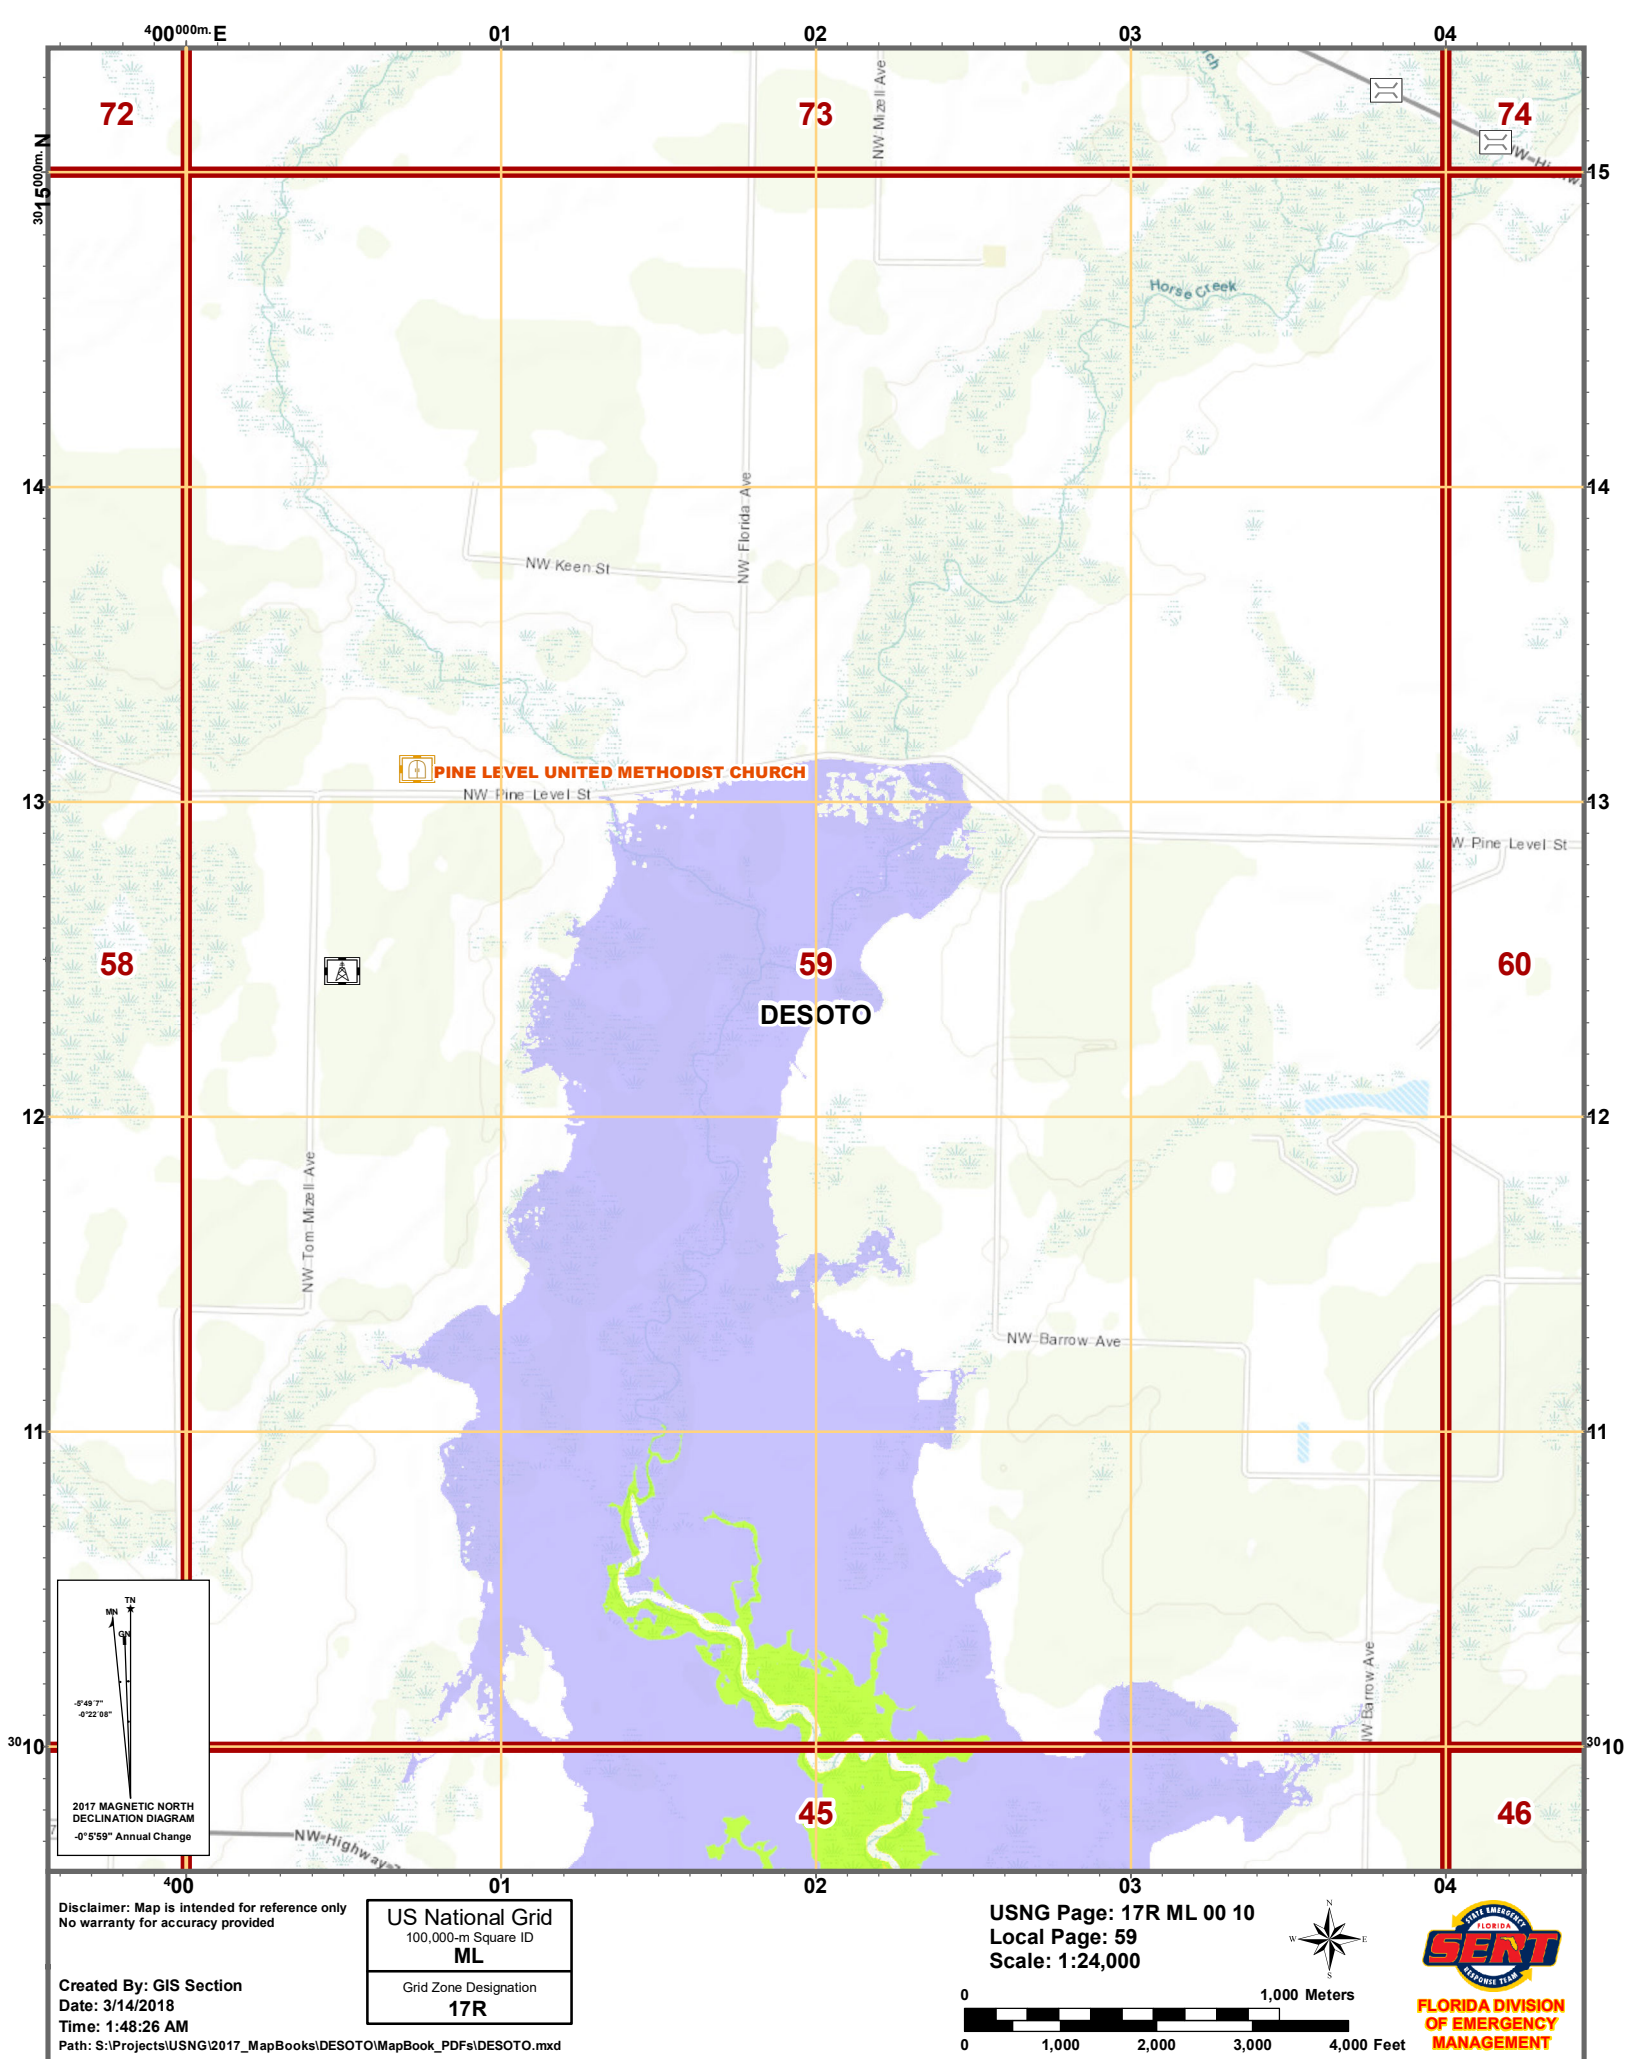 400000m. E 01 02 03 04
72 73 74
NW Mizell Ave
3015000m. N 15
Horse Creek
14 14
NW Florida Ave
NW Keen St
PINE LEVEL UNITED METHODIST CHURCH
NW Pine Level St
13 13
W Pine Level St
58 59 60
DESOTO
12 12
NW Tom Mizell Ave
NW Barrow Ave
11 11
NW Barrow Ave
TN
MN
GN
-5°49'7"
-0°22'08"
2017 MAGNETIC NORTH
DECLINATION DIAGRAM
-0°5'59" Annual Change
3010 3010
45 46
NW Highway
400 01 02 03 04
Disclaimer: Map is intended for reference only
No warranty for accuracy provided
Created By: GIS Section
Date: 3/14/2018
Time: 1:48:26 AM
Path: S:\Projects\USNG\2017_MapBooks\DESOTO\MapBook_PDFs\DESOTO.mxd
US National Grid
100,000-m Square ID
ML
Grid Zone Designation
17R
USNG Page: 17R ML 00 10
Local Page: 59
Scale: 1:24,000
N
W E
S
0 1,000 Meters
0 1,000 2,000 3,000 4,000 Feet
STATE EMERGENCY
FLORIDA
SERT
RESPONSE TEAM
FLORIDA DIVISION
OF EMERGENCY
MANAGEMENT